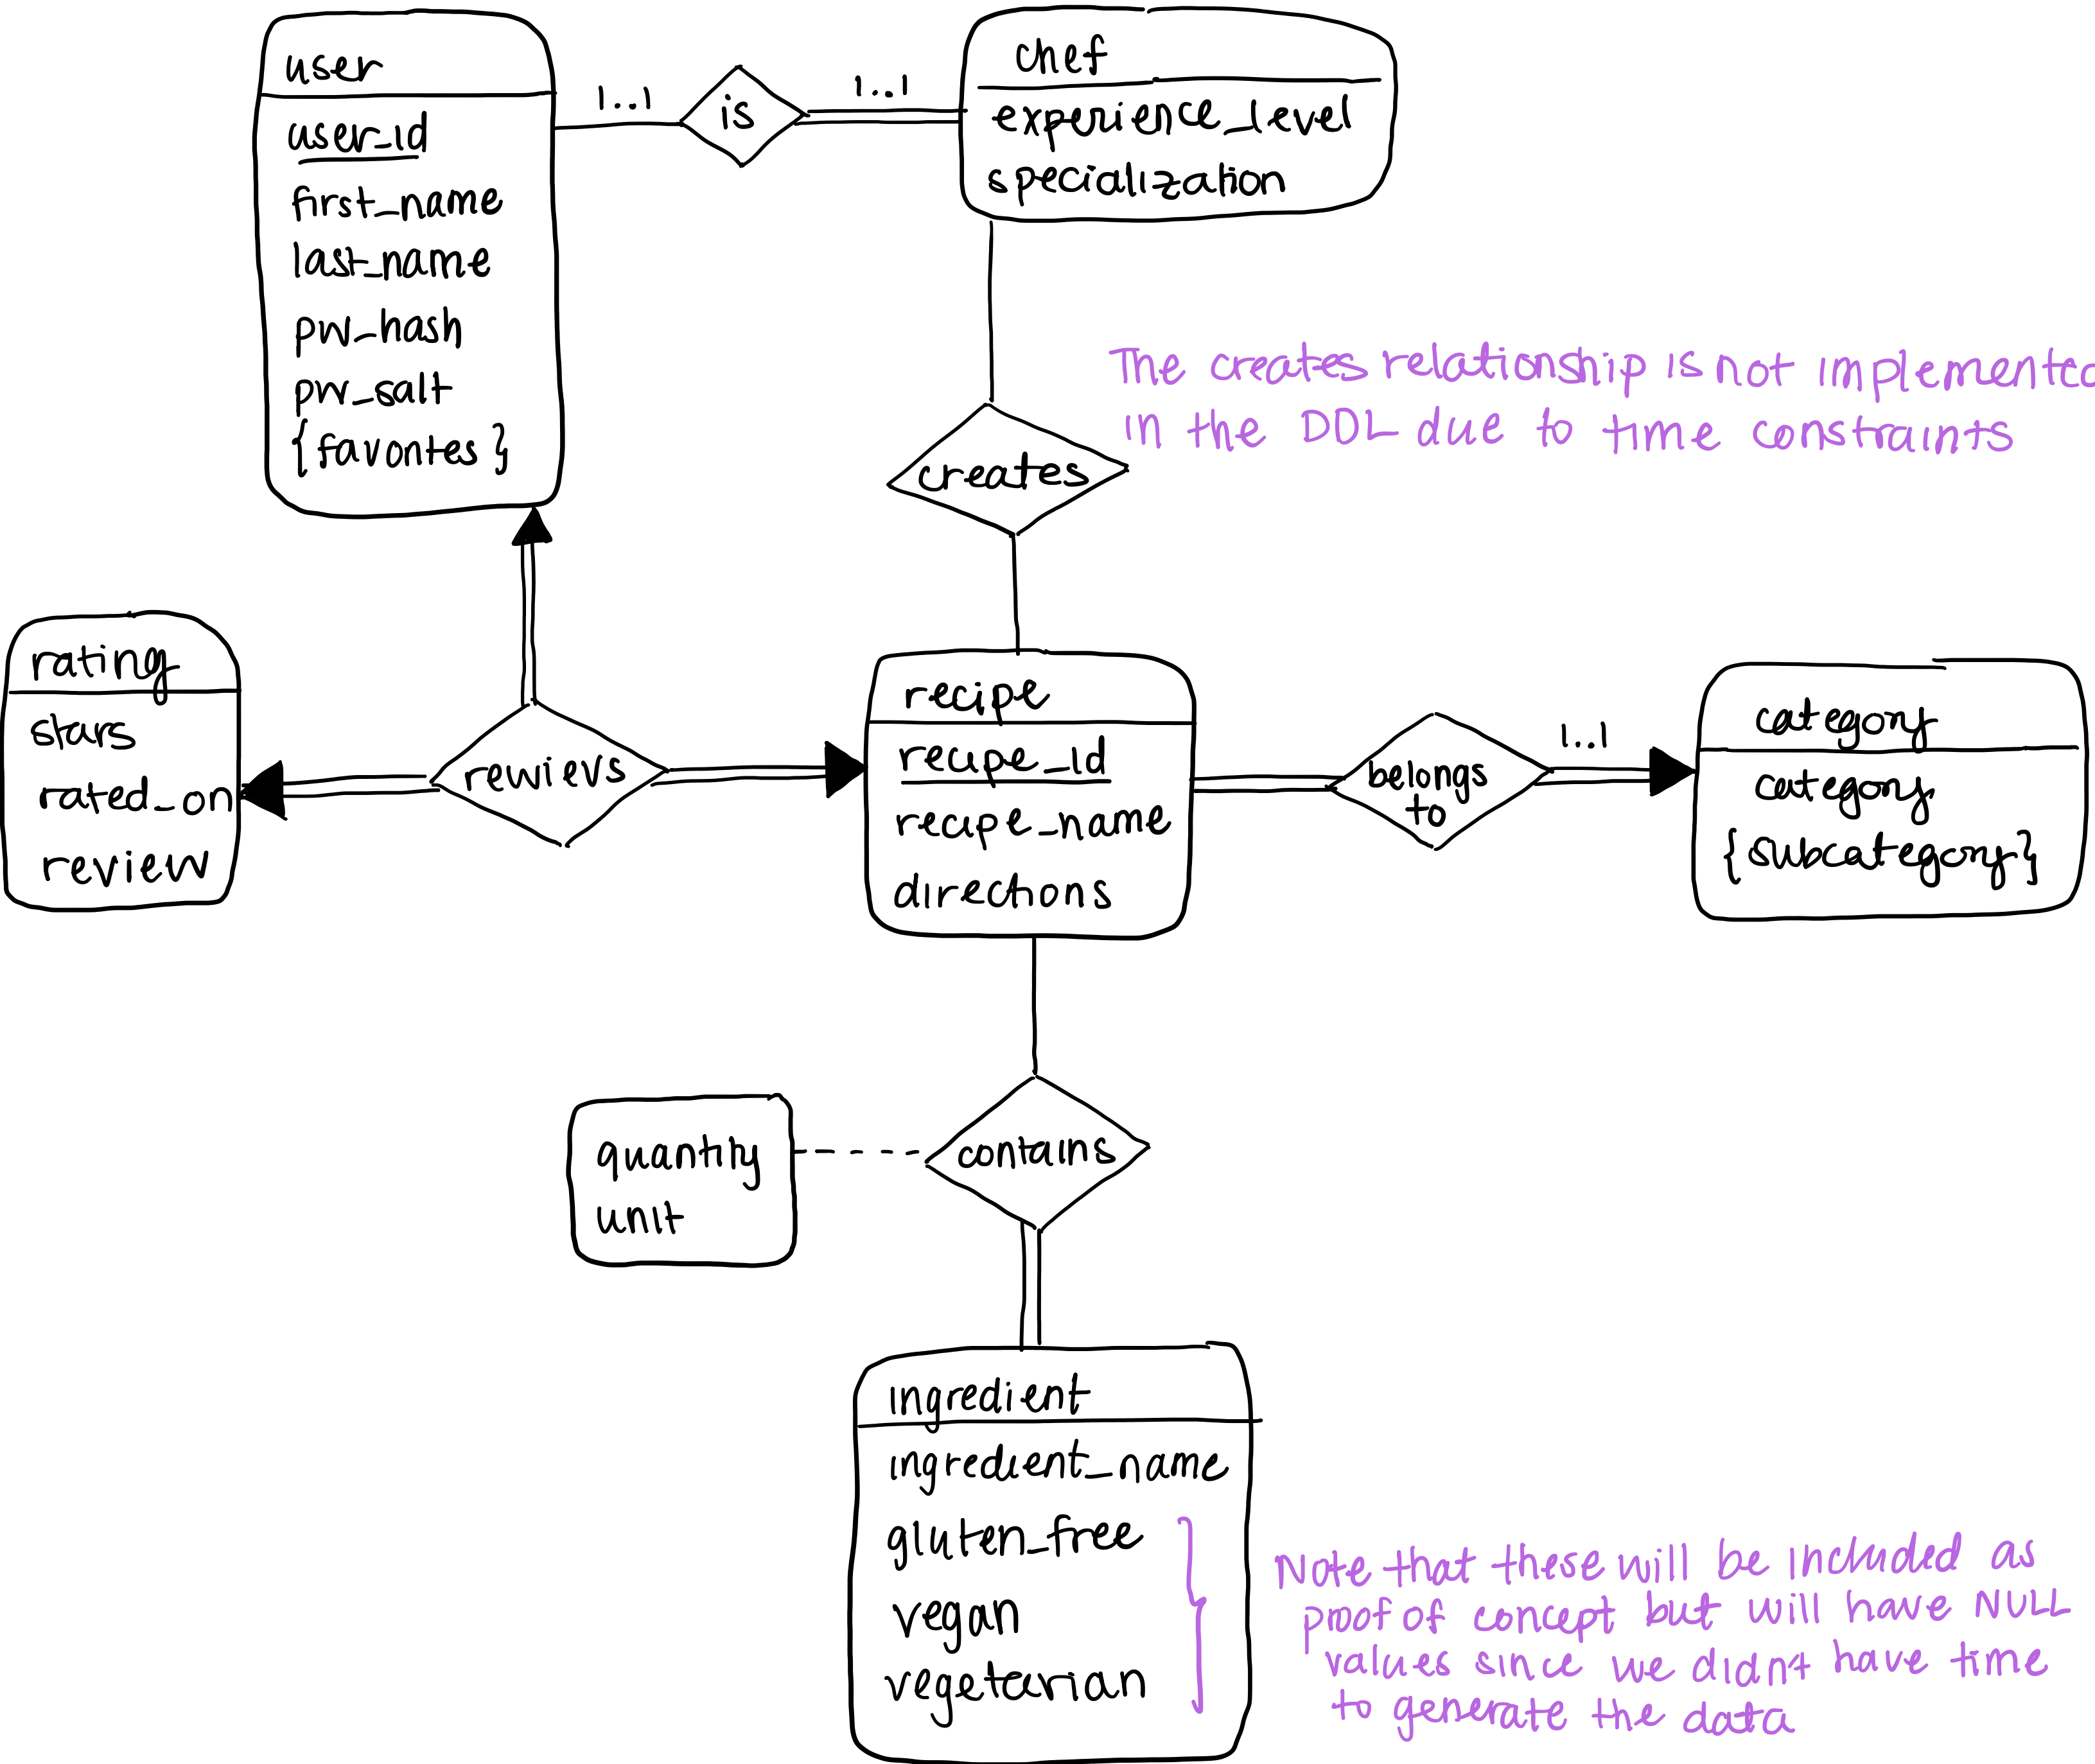 user
user_id
first_name
last_name
pw_hash
pw_salt
{favorites}
1..1
is
1..1
chef
experience_level
specialization
The creates relationship is not implemente
in the DDL due to time constraints
creates
rating
stars
rated_on
review
reviews
recipe
recipe_id
recipe_name
directions
belongs
to
1..1
category
category
{subcategory}
quantity
unit
contains
ingredient
ingredient_name
gluten_free
vegan
vegetarian
Note that these will be included as
proof of concept but will have NULL
values since we didn't have time
to generate the data